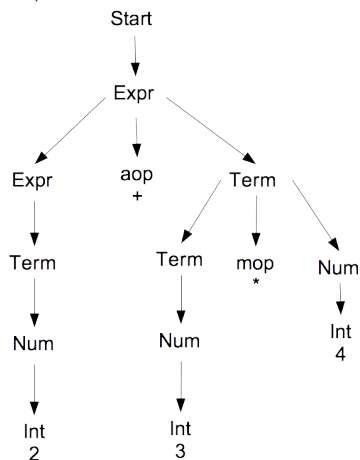 Start
Expr
Expr
aop
+
Term
Term
Term
mop
*
Num
Num
Num
Int
4
Int
2
Int
3